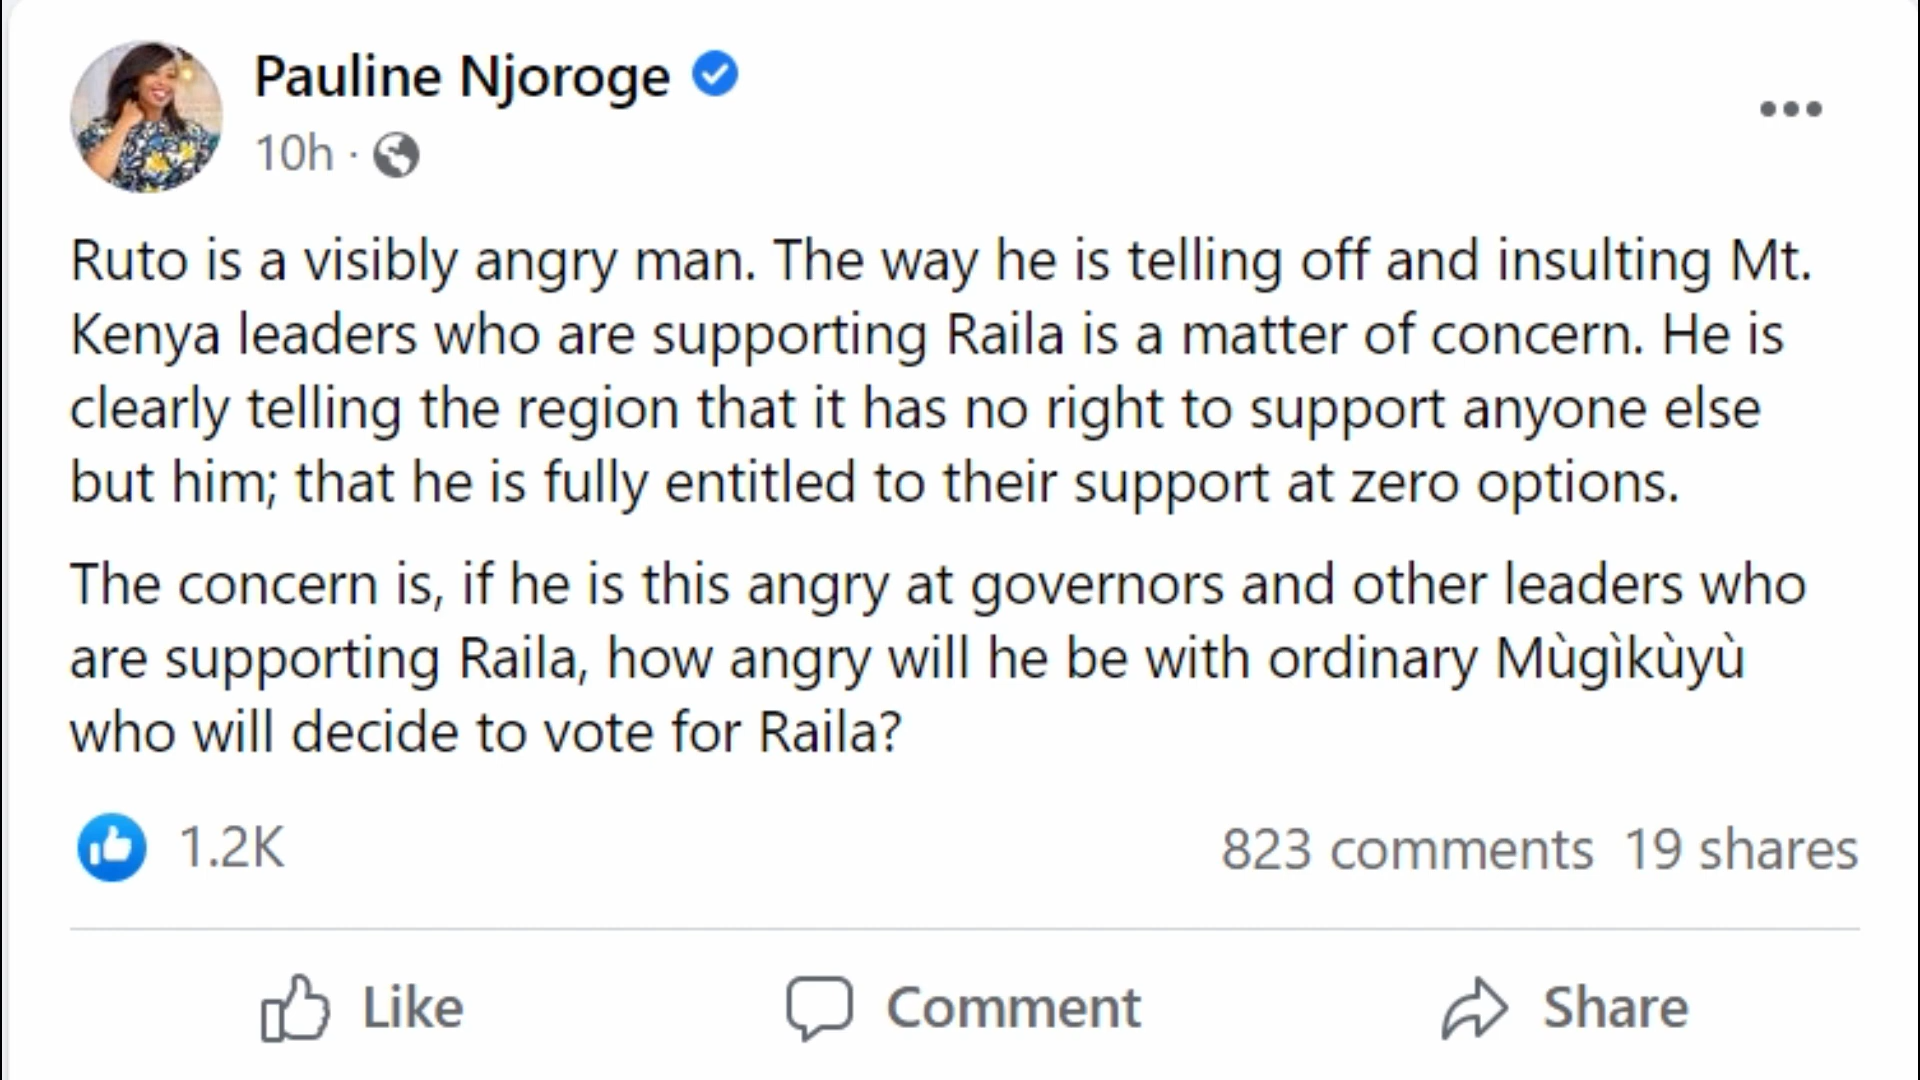 Pauline Njoroge
10h ·
Ruto is a visibly angry man. The way he is telling off and insulting Mt.
Kenya leaders who are supporting Raila is a matter of concern. He is
clearly telling the region that it has no right to support anyone else
but him; that he is fully entitled to their support at zero options.
The concern is, if he is this angry at governors and other leaders who
are supporting Raila, how angry will he be with ordinary Mùgìkùyù
who will decide to vote for Raila?
1.2K 823 comments 19 shares
Like Comment Share